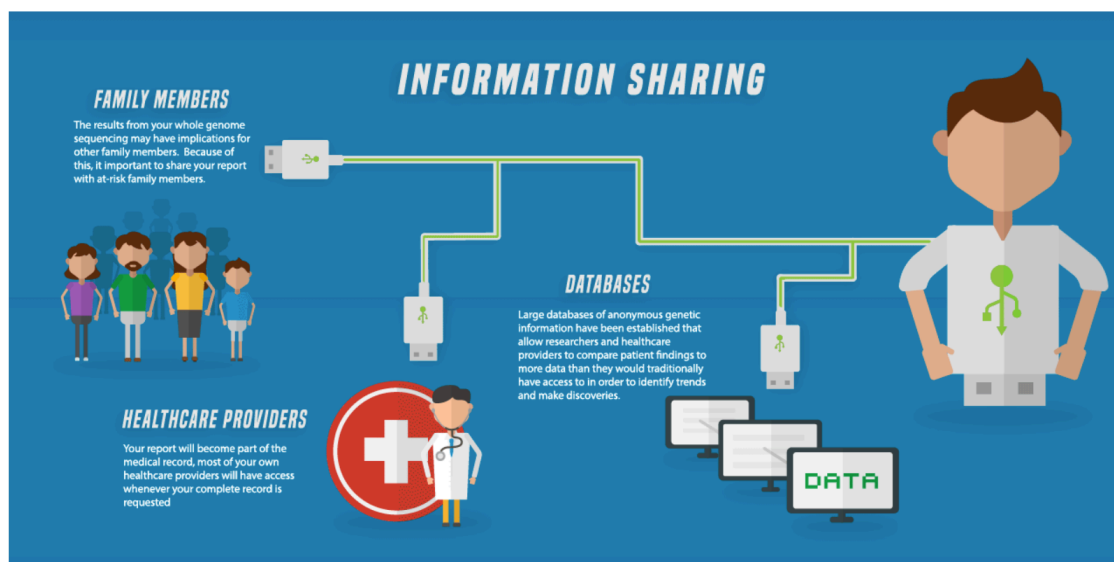 INFORMATION SHARING
FAMILY MEMBERS
The results from your whole genome
sequencing may have implications for
other family members.  Because of
this, it important to share your report
with at-risk family members.
DATABASES
Large databases of anonymous genetic
information have been established that
allow researchers and healthcare
providers to compare patient findings to
more data than they would traditionally
have access to in order to identify trends
and make discoveries.
HEALTHCARE PROVIDERS
Your report will become part of the
medical record, most of your own
healthcare providers will have access
whenever your complete record is
requested
DATA